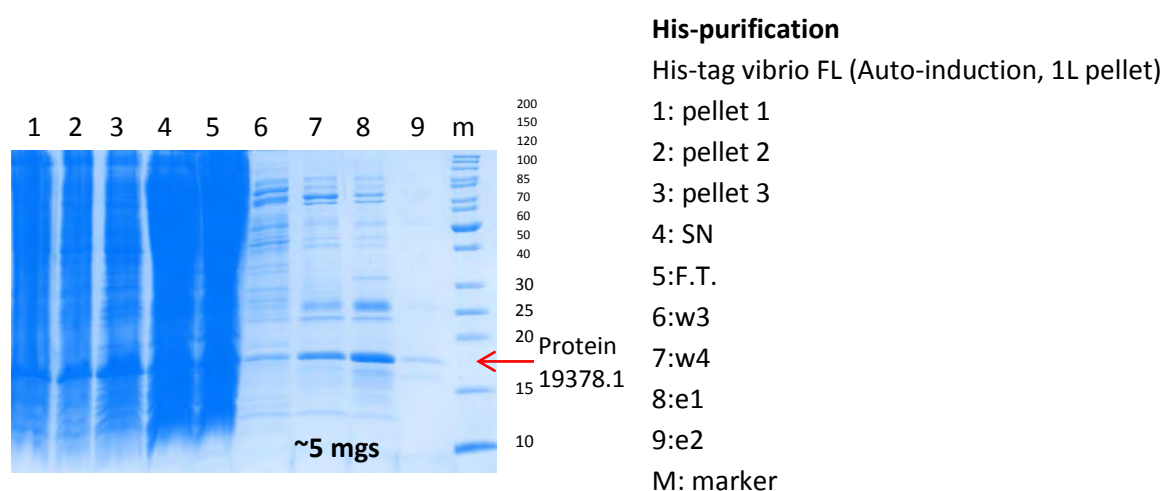 His-purification
His-tag vibrio FL (Auto-induction, 1L pellet)
1: pellet 1
2: pellet 2
3: pellet 3
4: SN
5:F.T.
6:w3
7:w4
8:e1
9:e2
M: marker
1 2 3 4 5 6 7 8 9 m
200
150
120
100
85
70
60
50
40
30
25
20
15
10
Protein
19378.1
~5 mgs